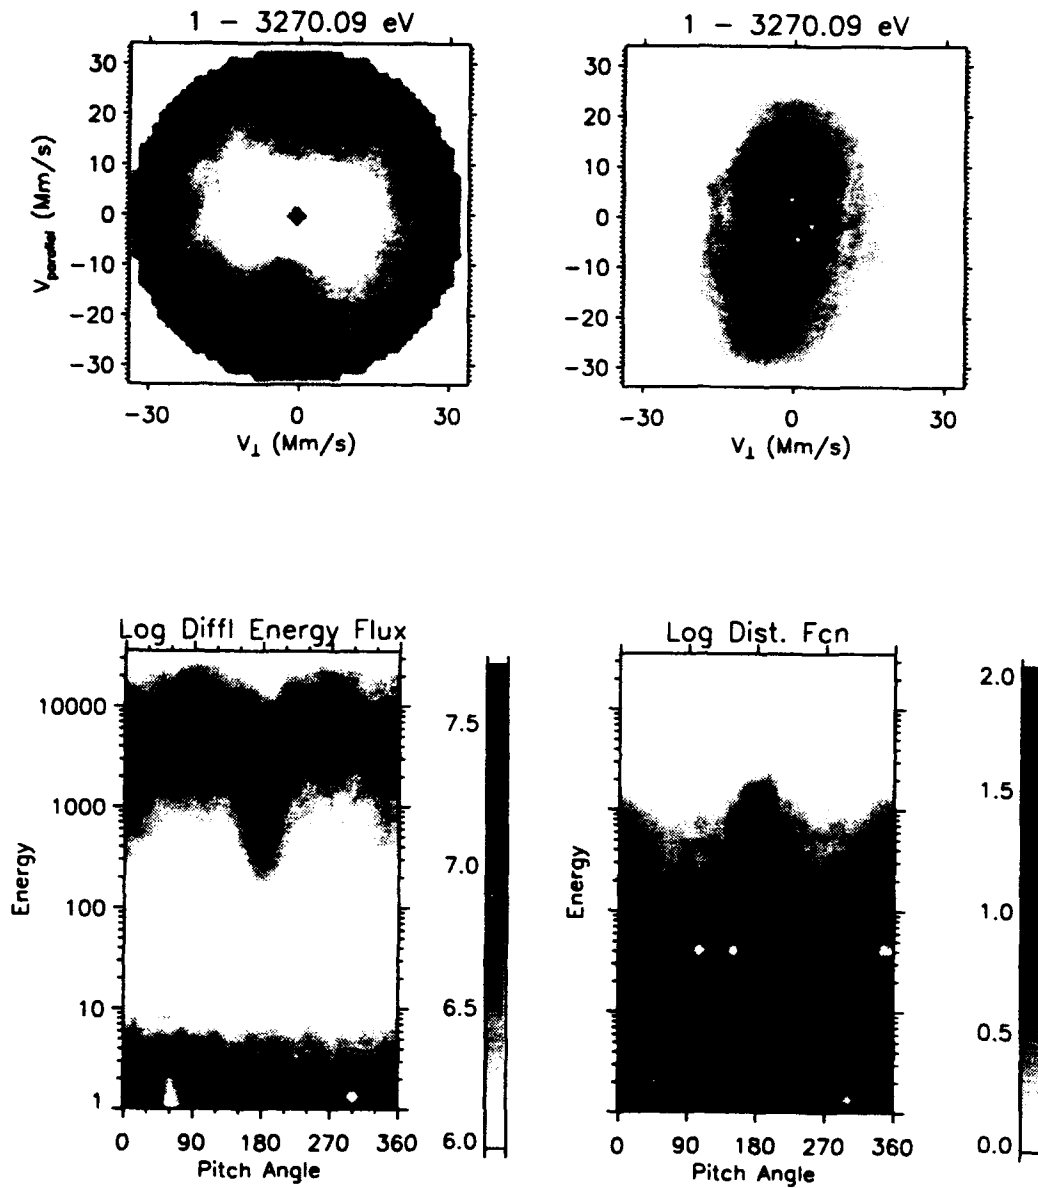 1 – 3270.09 eV
30
20
10
0
−10
−20
−30
V_parallel (Mm/s)
−30 0 30
V⊥ (Mm/s)
1 – 3270.09 eV
30
20
10
0
−10
−20
−30
−30 0 30
V⊥ (Mm/s)
Log Diffl Energy Flux
10000
1000
100
10
1
Energy
0 90 180 270 360
Pitch Angle
7.5
7.0
6.5
6.0
Log Dist. Fcn
Energy
0 90 180 270 360
Pitch Angle
2.0
1.5
1.0
0.5
0.0